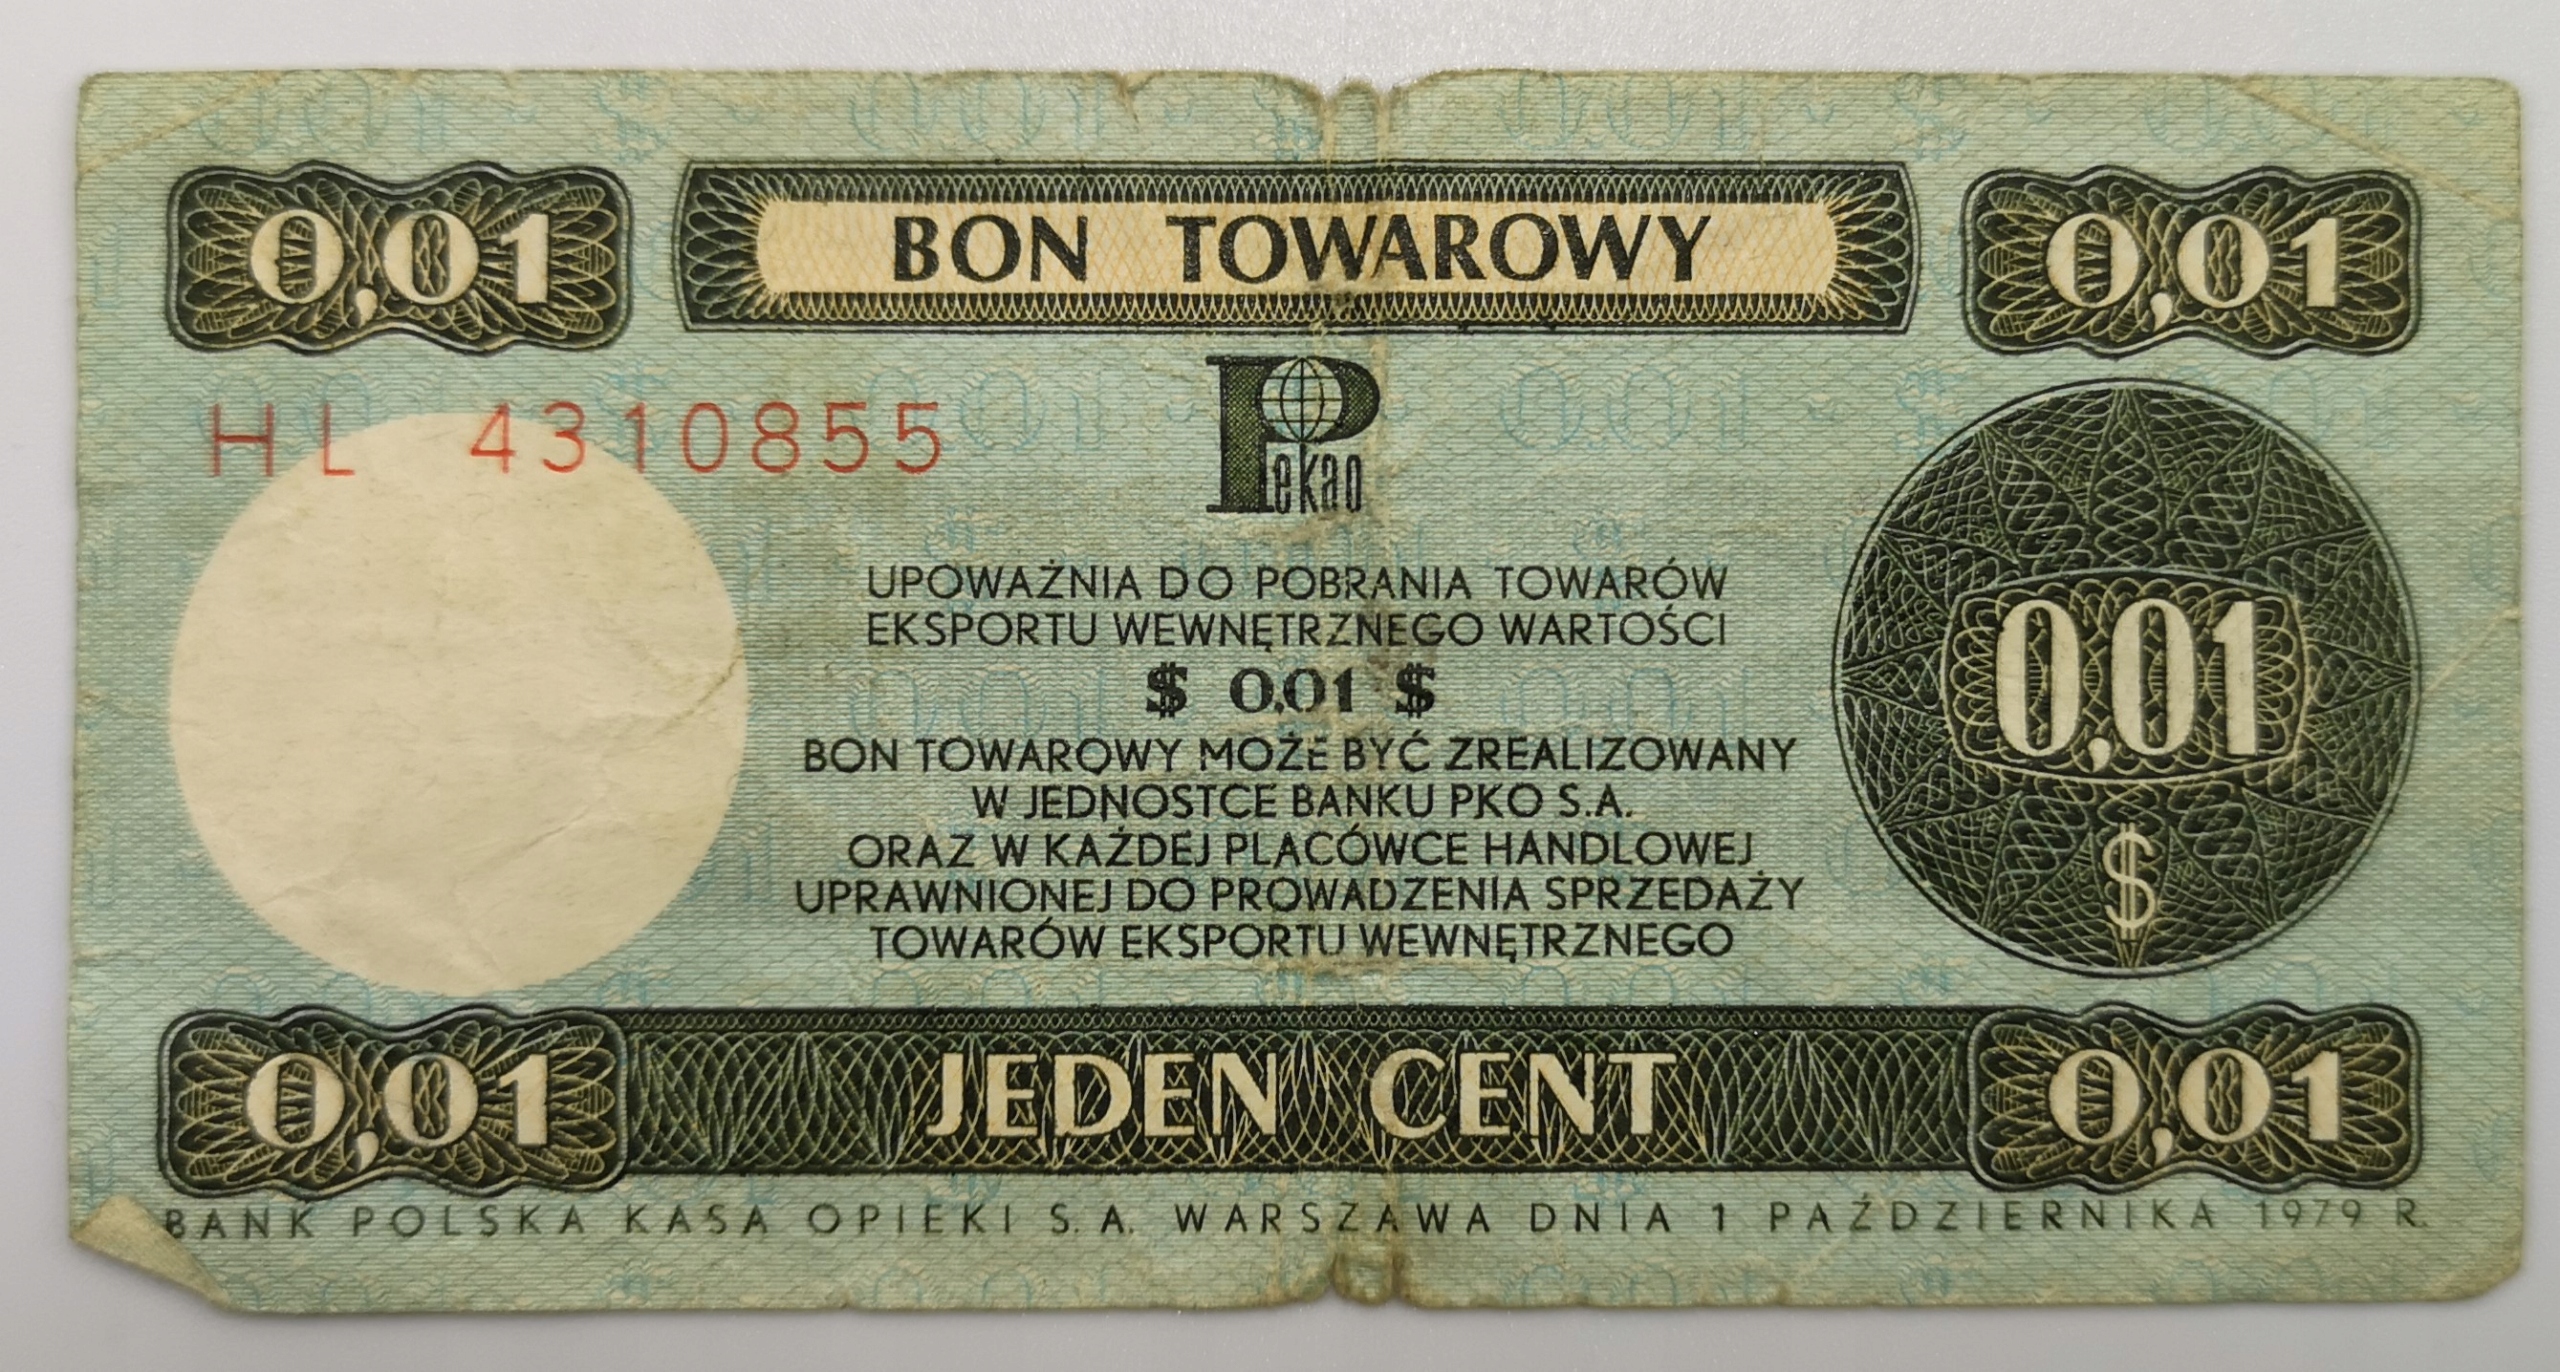 0,01 BON TOWAROWY 0,01
Pekao
HL 4310855
UPOWAŻNIA DO POBRANIA TOWARÓW
EKSPORTU WEWNĘTRZNEGO WARTOŚCI
$ 0,01 $
BON TOWAROWY MOŻE BYĆ ZREALIZOWANY
W JEDNOSTCE BANKU PKO S.A.
ORAZ W KAŻDEJ PLACÓWCE HANDLOWEJ
UPRAWNIONEJ DO PROWADZENIA SPRZEDAŻY
TOWARÓW EKSPORTU WEWNĘTRZNEGO
0,01
$
0,01 JEDEN CENT 0,01
BANK POLSKA KASA OPIEKI S.A. WARSZAWA DNIA 1 PAŹDZIERNIKA 1979 R.